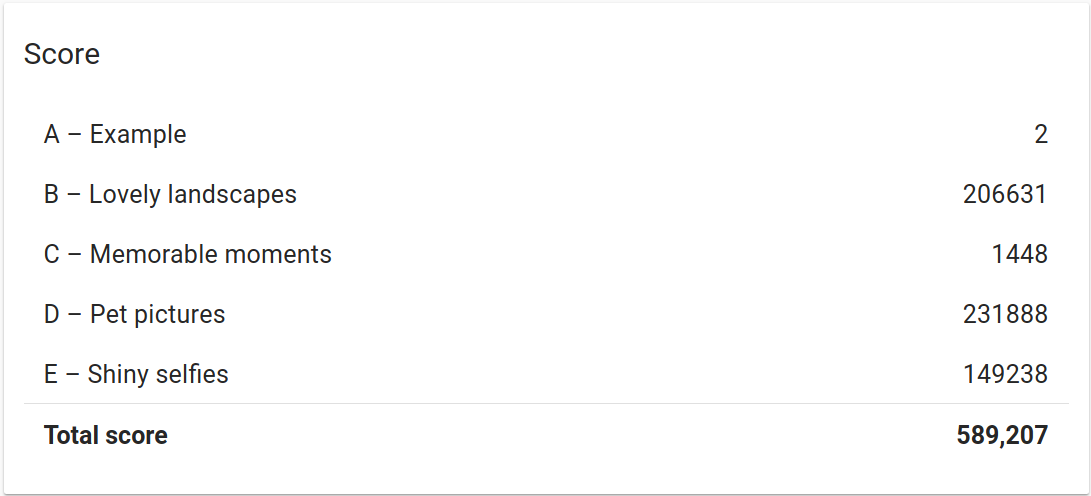 Score
A – Example 2
B – Lovely landscapes 206631
C – Memorable moments 1448
D – Pet pictures 231888
E – Shiny selfies 149238
Total score 589,207